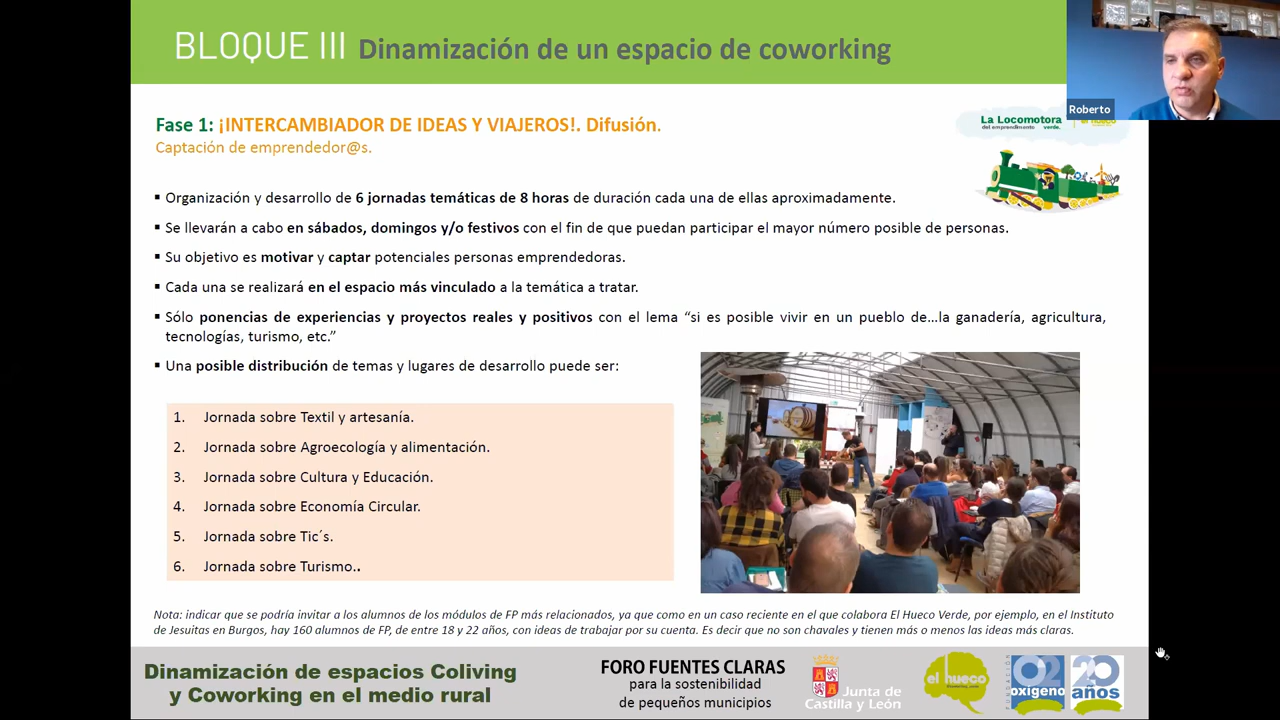 BLOQUE III Dinamización de un espacio de coworking
Roberto
Fase 1: ¡INTERCAMBIADOR DE IDEAS Y VIAJEROS!. Difusión.
Captación de emprendedor@s.
La Locomotora
del emprendimiento verde.
el hueco
▪ Organización y desarrollo de 6 jornadas temáticas de 8 horas de duración cada una de ellas aproximadamente.
▪ Se llevarán a cabo en sábados, domingos y/o festivos con el fin de que puedan participar el mayor número posible de personas.
▪ Su objetivo es motivar y captar potenciales personas emprendedoras.
▪ Cada una se realizará en el espacio más vinculado a la temática a tratar.
▪ Sólo ponencias de experiencias y proyectos reales y positivos con el lema “si es posible vivir en un pueblo de…la ganadería, agricultura,
tecnologías, turismo, etc.”
▪ Una posible distribución de temas y lugares de desarrollo puede ser:
1. Jornada sobre Textil y artesanía.
2. Jornada sobre Agroecología y alimentación.
3. Jornada sobre Cultura y Educación.
4. Jornada sobre Economía Circular.
5. Jornada sobre Tic´s.
6. Jornada sobre Turismo..
Nota: indicar que se podría invitar a los alumnos de los módulos de FP más relacionados, ya que como en un caso reciente en el que colabora El Hueco Verde, por ejemplo, en el Instituto
de Jesuitas en Burgos, hay 160 alumnos de FP, de entre 18 y 22 años, con ideas de trabajar por su cuenta. Es decir que no son chavales y tienen más o menos las ideas más claras.
Dinamización de espacios Coliving
y Coworking en el medio rural
FORO FUENTES CLARAS
para la sostenibilidad
de pequeños municipios
Junta de
Castilla y León
el hueco
FUNDACIÓN
O2
oxígeno
20
años